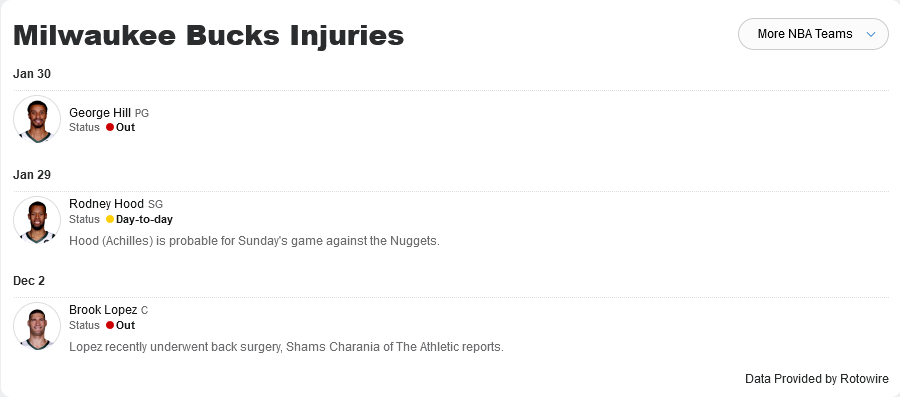 Milwaukee Bucks Injuries
More NBA Teams
Jan 30
George Hill PG
Status Out
Jan 29
Rodney Hood SG
Status Day-to-day
Hood (Achilles) is probable for Sunday's game against the Nuggets.
Dec 2
Brook Lopez C
Status Out
Lopez recently underwent back surgery, Shams Charania of The Athletic reports.
Data Provided by Rotowire